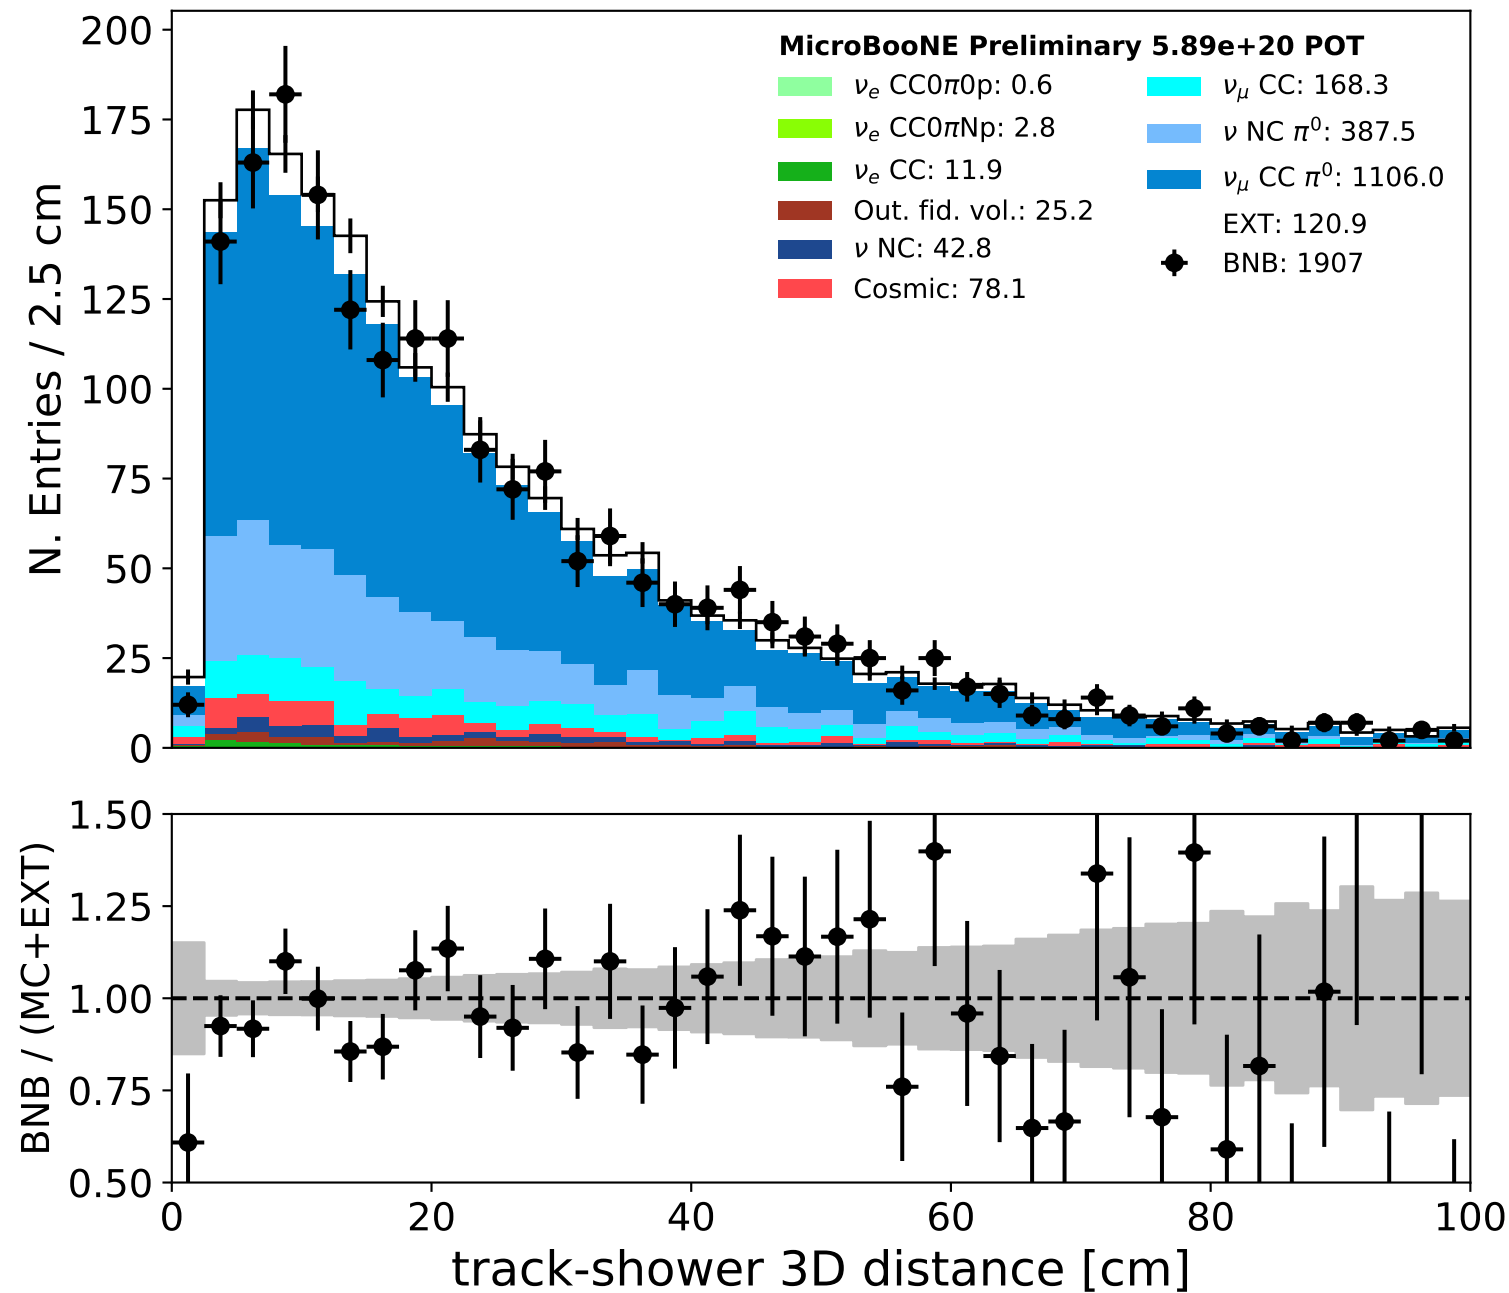 MicroBooNE Preliminary 5.89e+20 POT
νe CC0π0p: 0.6
νe CC0πNp: 2.8
νe CC: 11.9
Out. fid. vol.: 25.2
ν NC: 42.8
Cosmic: 78.1
νμ CC: 168.3
ν NC π⁰: 387.5
νμ CC π⁰: 1106.0
EXT: 120.9
BNB: 1907
N. Entries / 2.5 cm
200
175
150
125
100
75
50
25
0
BNB / (MC+EXT)
1.50
1.25
1.00
0.75
0.50
0 20 40 60 80 100
track-shower 3D distance [cm]